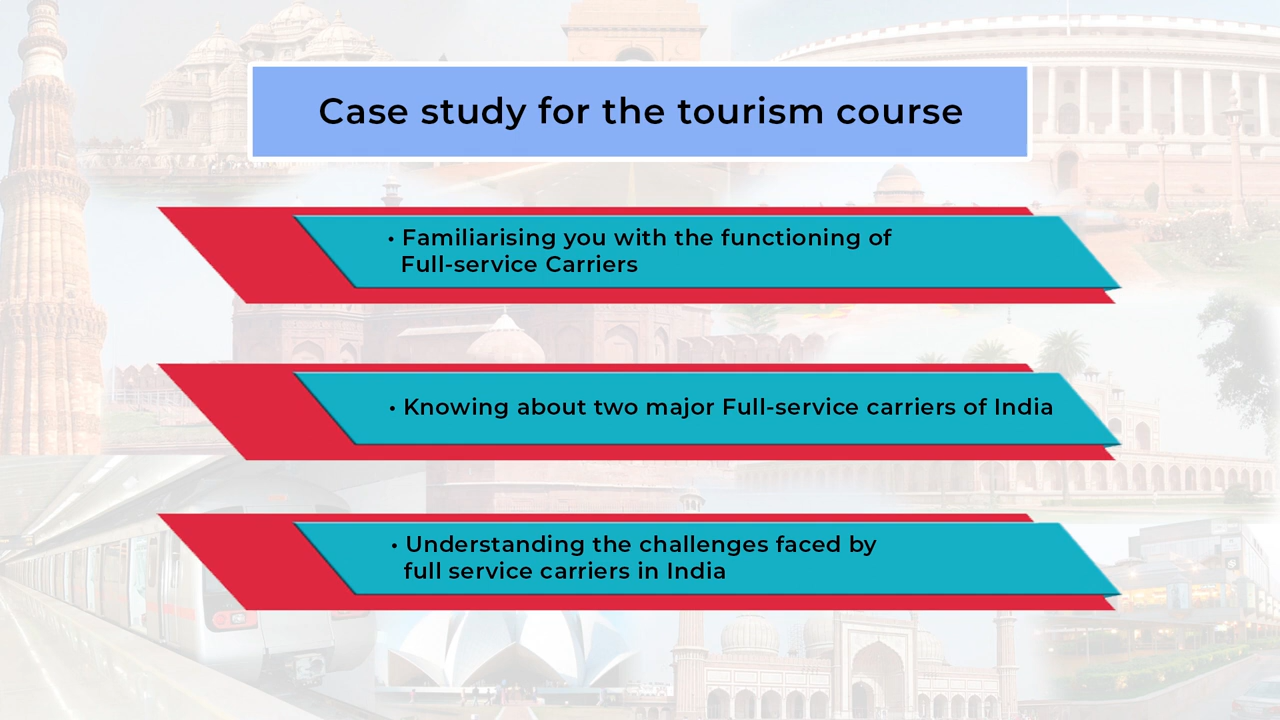 Case study for the tourism course
• Familiarising you with the functioning of
Full-service Carriers
• Knowing about two major Full-service carriers of India
• Understanding the challenges faced by
full service carriers in India